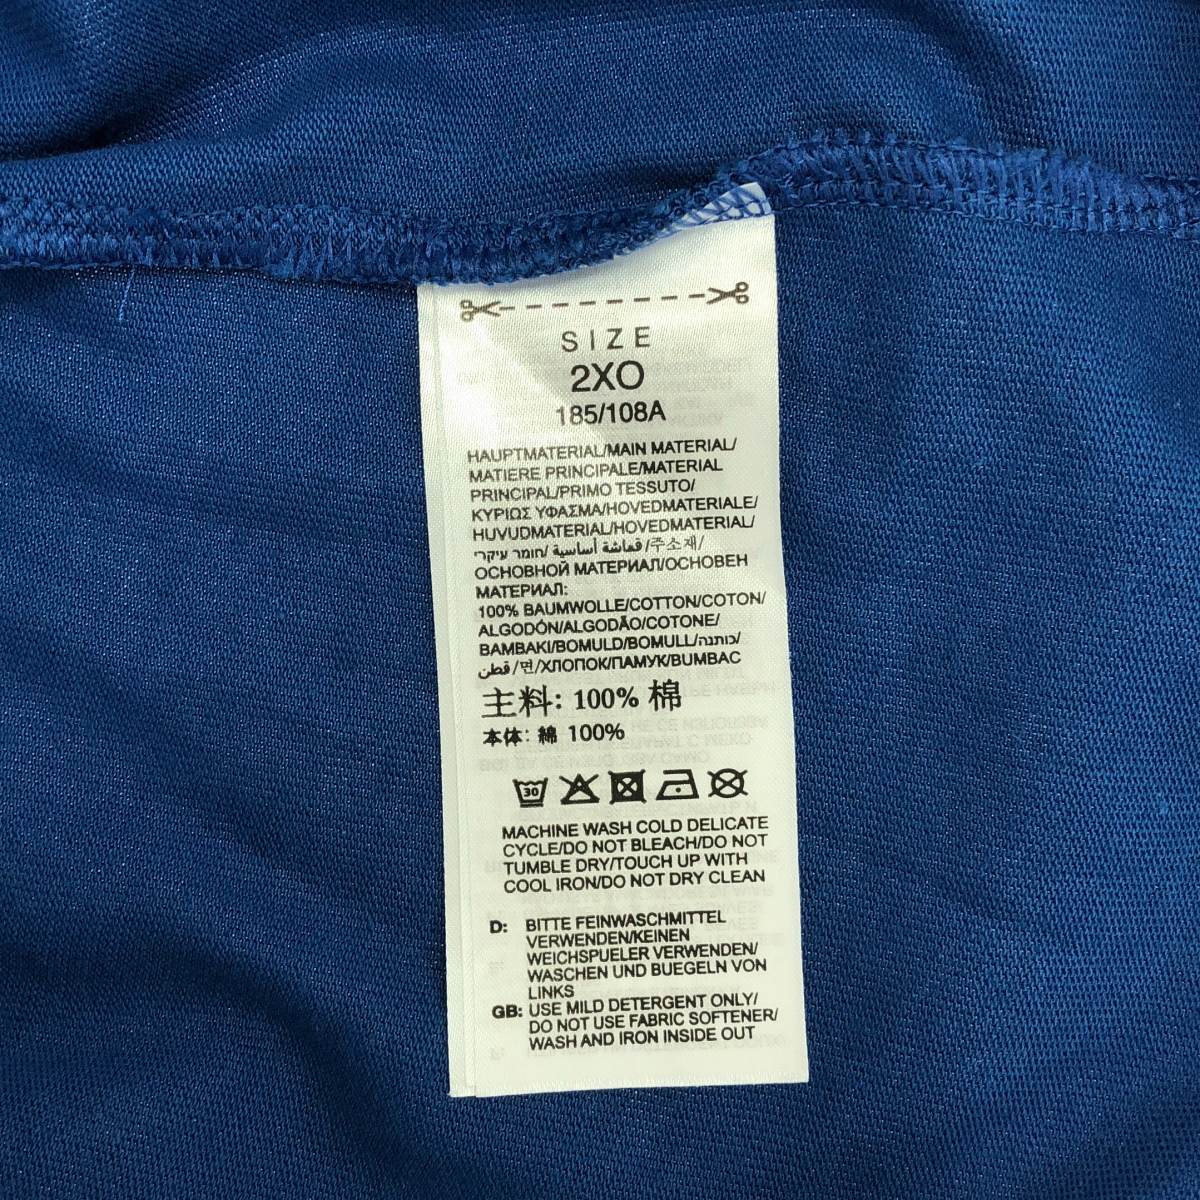 SIZE
2XO
185/108A
HAUPTMATERIAL/MAIN MATERIAL/
MATIERE PRINCIPALE/MATERIAL
PRINCIPAL/PRIMO TESSUTO/
ΚΥΡΙΩΣ ΥΦΑΣΜΑ/HOVEDMATERIALE/
HUVUDMATERIAL/HOVEDMATERIAL/
חומר עיקרי/ قماشة أساسية /주소재/
ОСНОВНОЙ МАТЕРИАЛ/ОСНОВЕН
МАТЕРИАЛ:
100% BAUMWOLLE/COTTON/COTON/
ALGODÓN/ALGODÃO/COTONE/
BAMBAKI/BOMULD/BOMULL/כותנה/
قطن /면/ХЛОПОК/ПАМУК/BUMBAC
主料: 100% 棉
本体: 綿 100%
30
MACHINE WASH COLD DELICATE
CYCLE/DO NOT BLEACH/DO NOT
TUMBLE DRY/TOUCH UP WITH
COOL IRON/DO NOT DRY CLEAN
D: BITTE FEINWASCHMITTEL
VERWENDEN/KEINEN
WEICHSPUELER VERWENDEN/
WASCHEN UND BUEGELN VON
LINKS
GB: USE MILD DETERGENT ONLY/
DO NOT USE FABRIC SOFTENER/
WASH AND IRON INSIDE OUT